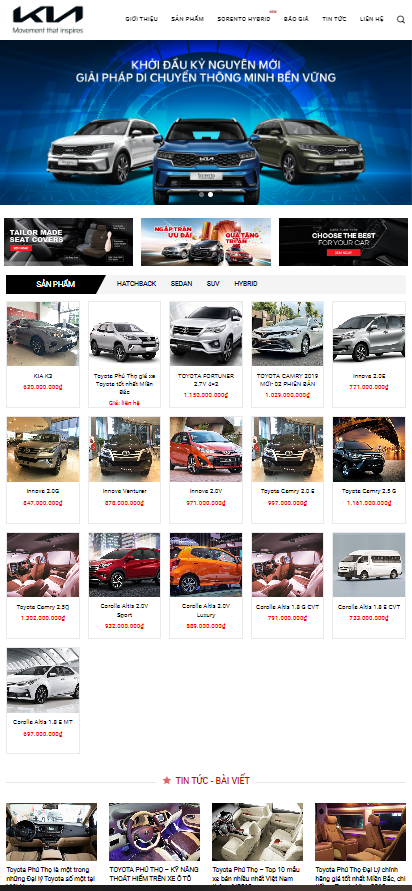 KIA
Movement that inspires
GIỚI THIỆU
SẢN PHẨM
SORENTO HYBRID
NEW
BÁO GIÁ
TIN TỨC
LIÊN HỆ
KHỞI ĐẦU KỶ NGUYÊN MỚI
GIẢI PHÁP DI CHUYỂN THÔNG MINH BỀN VỮNG
TAILOR MADE
SEAT COVERS
NGẬP TRÀN
ƯU ĐÃI
QUÀ TẶNG
TRI ÂN
CHOOSE THE BEST
FOR YOUR CAR
SẢN PHẨM
HATCHBACK
SEDAN
SUV
HYBRID
KIA K3
630.000.000₫
Toyota Phú Thọ giá xe
Toyota tốt nhất Miền
Bắc
Giá: liên hệ
TOYOTA FORTUNER
2.7V 4×2
1.150.000.000₫
TOYOTA CAMRY 2019
MỚI- 02 PHIÊN BẢN
1.029.000.000₫
Innova 2.0E
771.000.000₫
Innova 2.0G
847.000.000₫
Innova Venturer
878.000.000₫
Innova 2.0V
971.000.000₫
Toyota Camry 2.0 E
997.000.000₫
Toyota Camry 2.5 G
1.161.000.000₫
Toyota Camry 2.5Q
1.302.000.000₫
Corolla Altis 2.0V
Sport
932.000.000₫
Corolla Altis 2.0V
Luxury
889.000.000₫
Corolla Altis 1.8 G CVT
791.000.000₫
Corolla Altis 1.8 E CVT
733.000.000₫
Corolla Altis 1.8 E MT
697.000.000₫
TIN TỨC - BÀI VIẾT
Toyota Phú Thọ là một trong
những Đại lý Toyota số một tại
TOYOTA PHÚ THỌ – KỸ NĂNG
THOÁT HIỂM TRÊN XE Ô TÔ
Toyota Phú Thọ – Top 10 mẫu
xe bán nhiều nhất Việt Nam
Toyota Phú Thọ Đại Lý chính
hãng giá tốt nhất Miền Bắc, chi